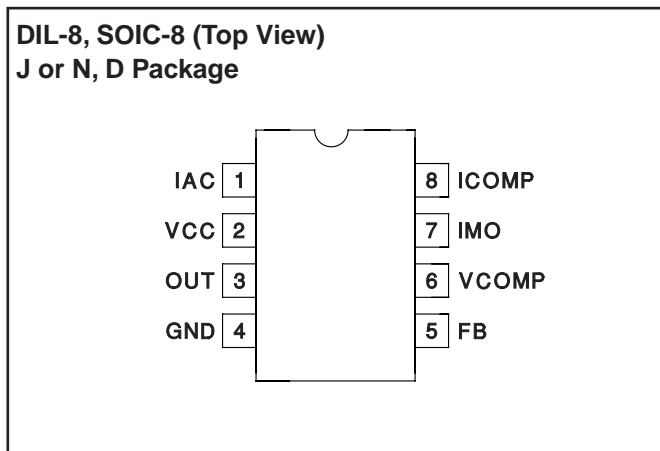 DIL-8, SOIC-8 (Top View)
J or N, D Package
IAC 1 8 ICOMP
VCC 2 7 IMO
OUT 3 6 VCOMP
GND 4 5 FB